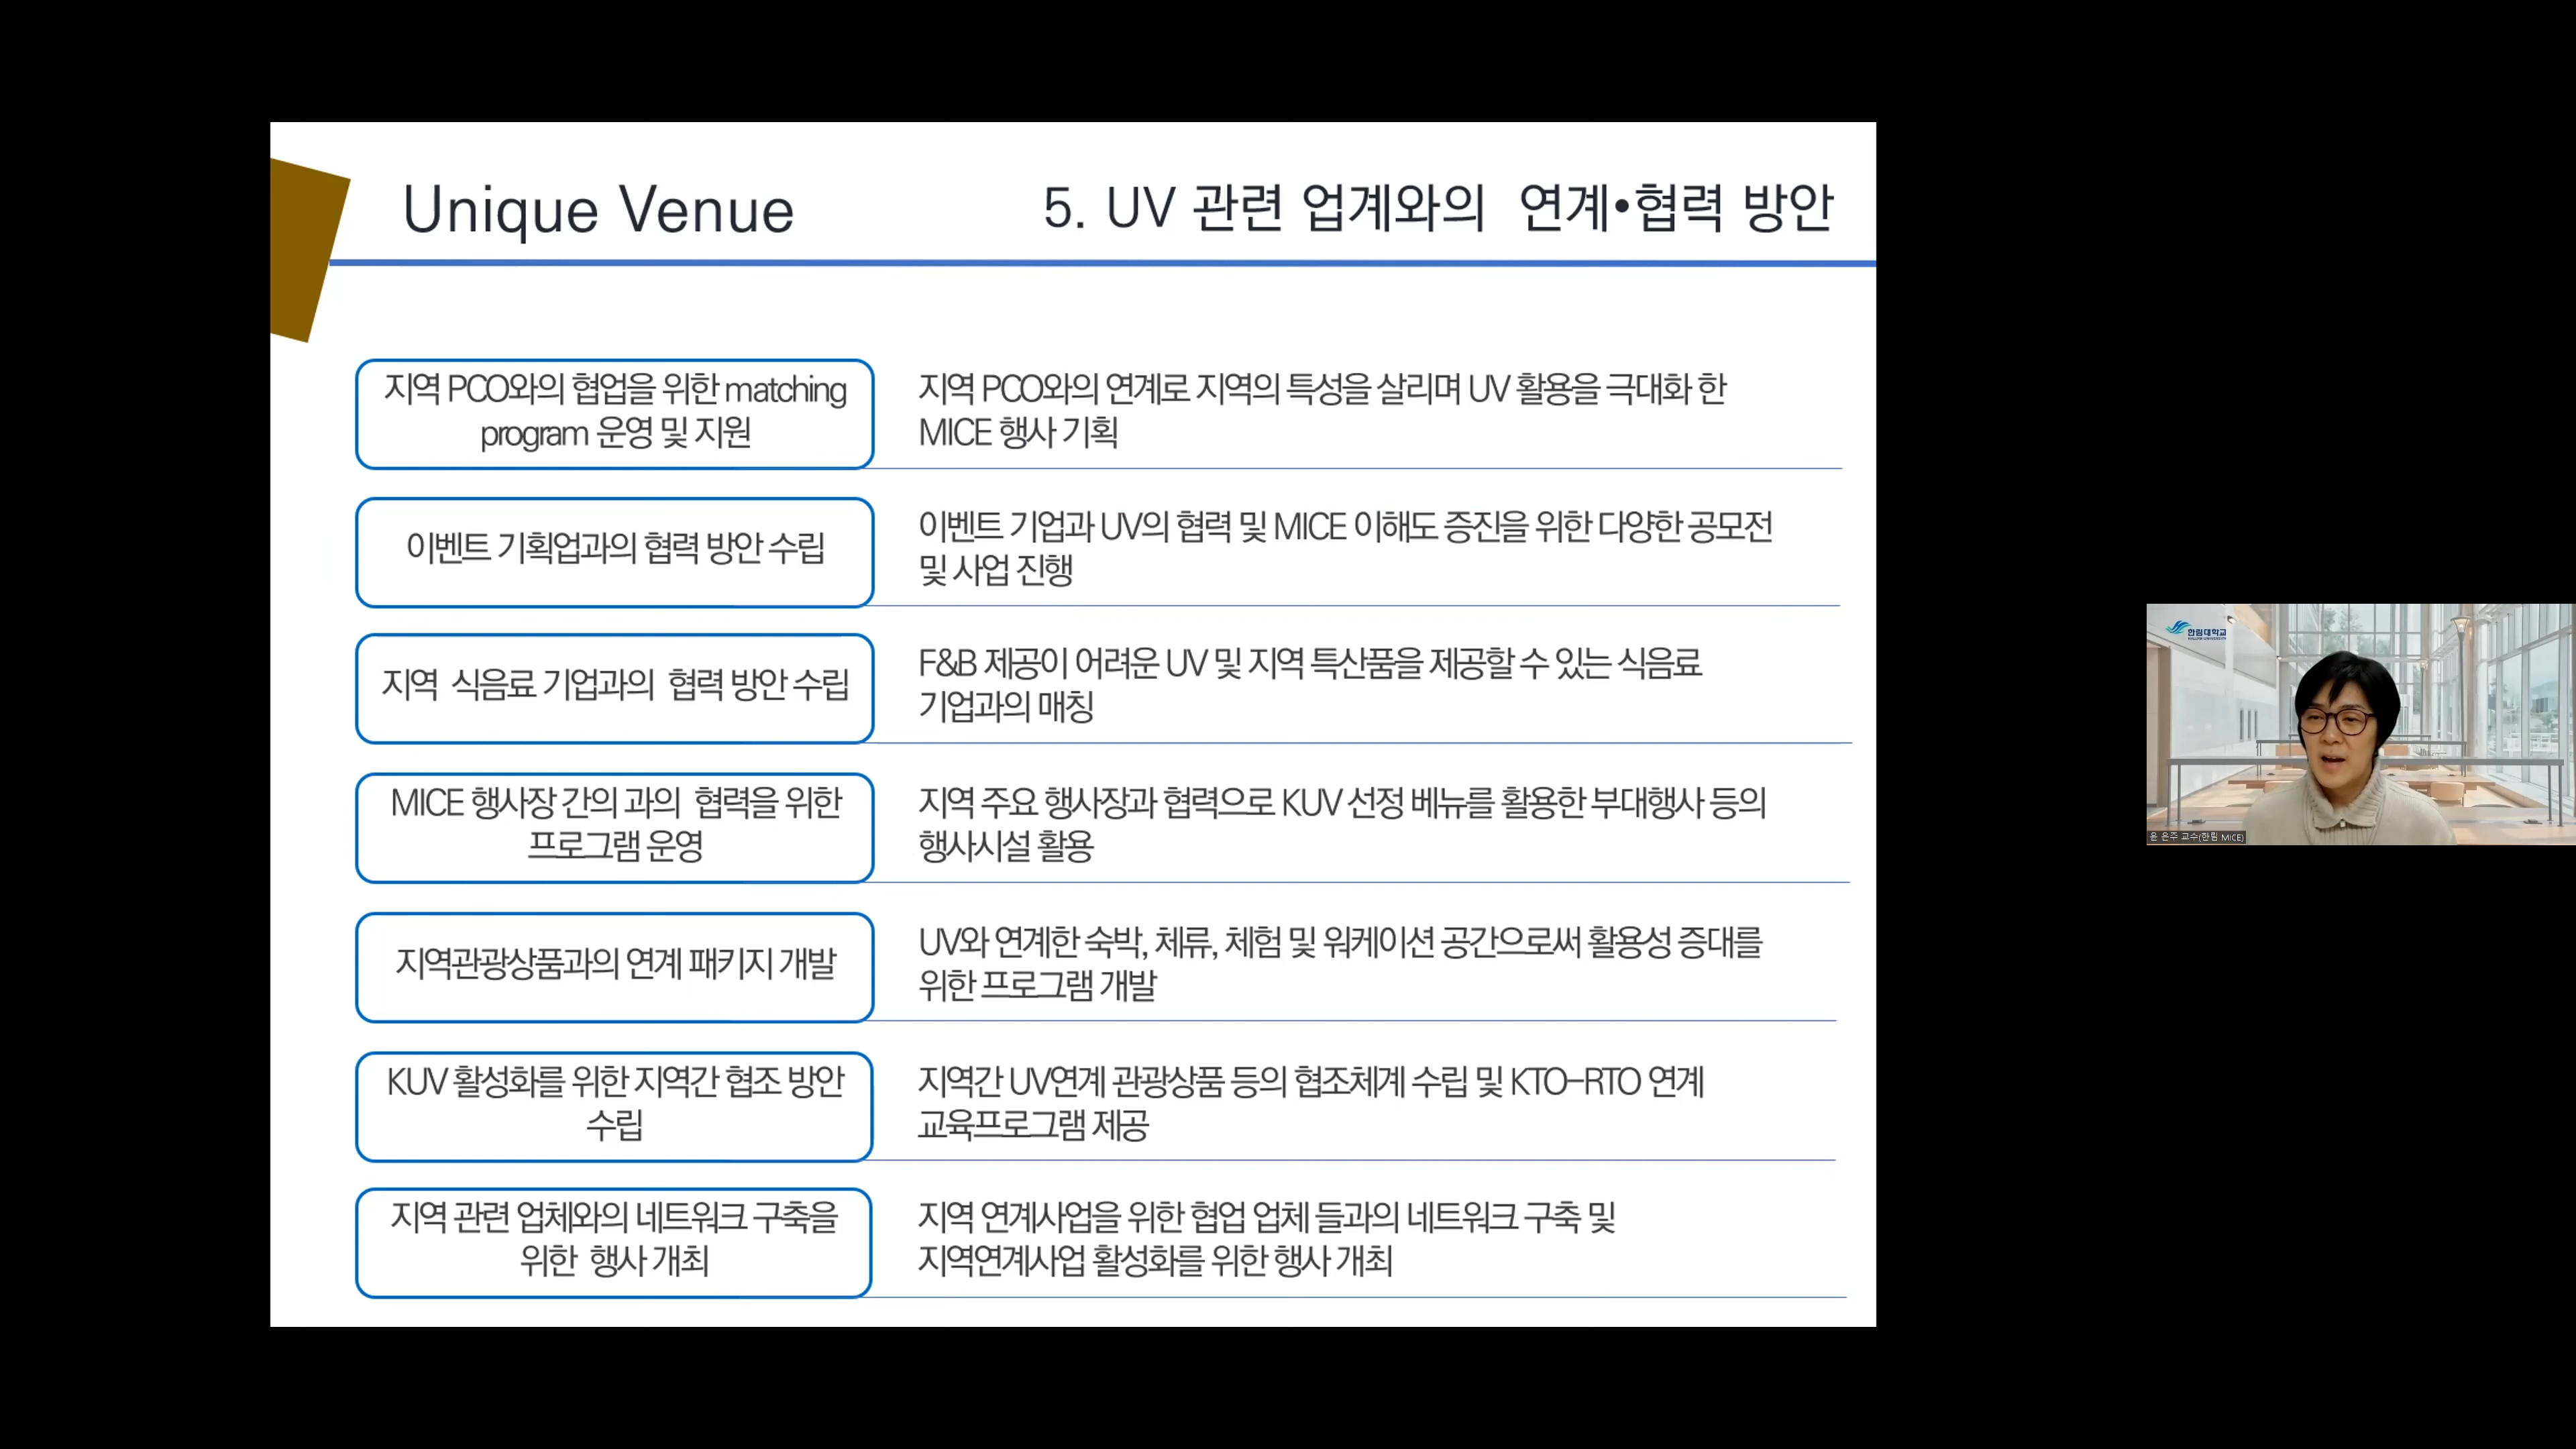 Unique Venue
5. UV 관련 업계와의 연계•협력 방안
지역 PCO와의 협업을 위한 matching
program 운영 및 지원
지역 PCO와의 연계로 지역의 특성을 살리며 UV 활용을 극대화 한
MICE 행사 기획
이벤트 기획업과의 협력 방안 수립
이벤트 기업과 UV의 협력 및 MICE 이해도 증진을 위한 다양한 공모전
및 사업 진행
지역 식음료 기업과의 협력 방안 수립
F&B 제공이 어려운 UV 및 지역 특산품을 제공할 수 있는 식음료
기업과의 매칭
MICE 행사장 간의 과의 협력을 위한
프로그램 운영
지역 주요 행사장과 협력으로 KUV 선정 베뉴를 활용한 부대행사 등의
행사시설 활용
지역관광상품과의 연계 패키지 개발
UV와 연계한 숙박, 체류, 체험 및 워케이션 공간으로써 활용성 증대를
위한 프로그램 개발
KUV 활성화를 위한 지역간 협조 방안
수립
지역간 UV연계 관광상품 등의 협조체계 수립 및 KTO-RTO 연계
교육프로그램 제공
지역 관련 업체와의 네트워크 구축을
위한 행사 개최
지역 연계사업을 위한 협업 업체 들과의 네트워크 구축 및
지역연계사업 활성화를 위한 행사 개최
한림대학교
HALLYM UNIVERSITY
윤 은주 교수(한림 MICE)